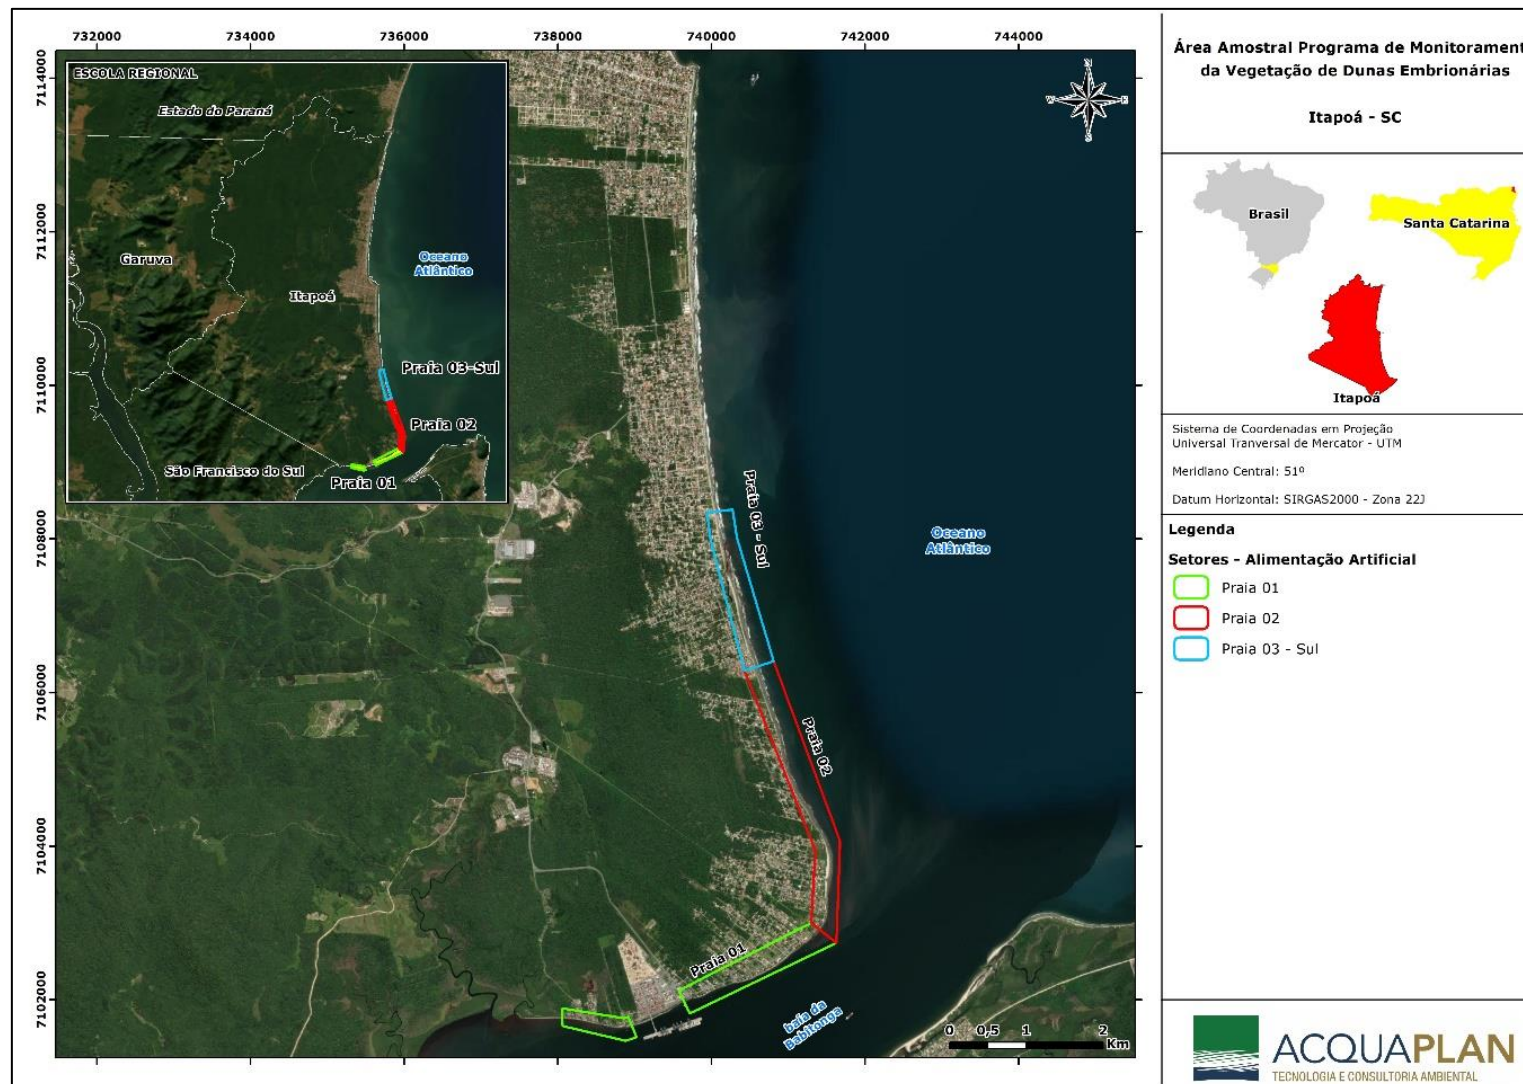 732000
734000
736000
738000
740000
742000
744000
7114000
7112000
7110000
7108000
7106000
7104000
7102000
ESCOLA REGIONAL
Estado do Paraná
Garuva
Itapoá
Oceano
Atlântico
Praia 03-Sul
Praia 02
São Francisco do Sul
Praia 01
Praia 03 - Sul
Oceano
Atlântico
Praia 02
Praia 01
baía da
Babitonga
0 0,5 1 2
Km
Área Amostral Programa de Monitorament
da Vegetação de Dunas Embrionárias
Itapoá - SC
Brasil
Santa Catarina
Itapoá
Sistema de Coordenadas em Projeção
Universal Tranversal de Mercator - UTM
Meridiano Central: 51º
Datum Horizontal: SIRGAS2000 - Zona 22J
Legenda
Setores - Alimentação Artificial
Praia 01
Praia 02
Praia 03 - Sul
ACQUAPLAN
TECNOLOGIA E CONSULTORIA AMBIENTAL